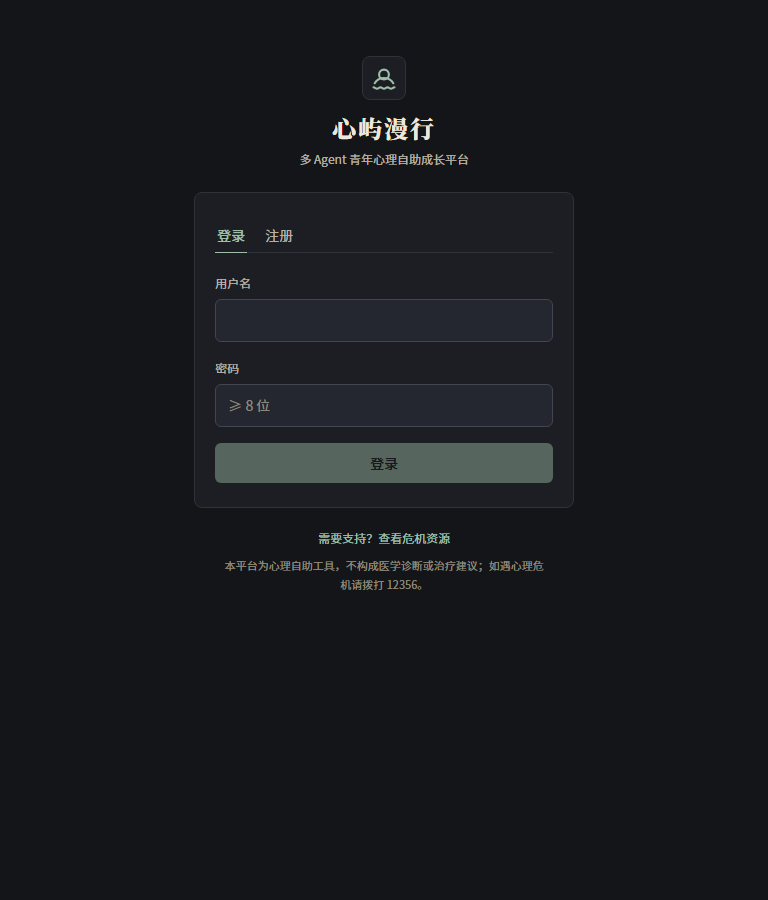 心屿漫行
多 Agent 青年心理自助成长平台
登录 注册
用户名
密码
≥ 8 位
登录
需要支持？查看危机资源
本平台为心理自助工具，不构成医学诊断或治疗建议；如遇心理危
机请拨打 12356。